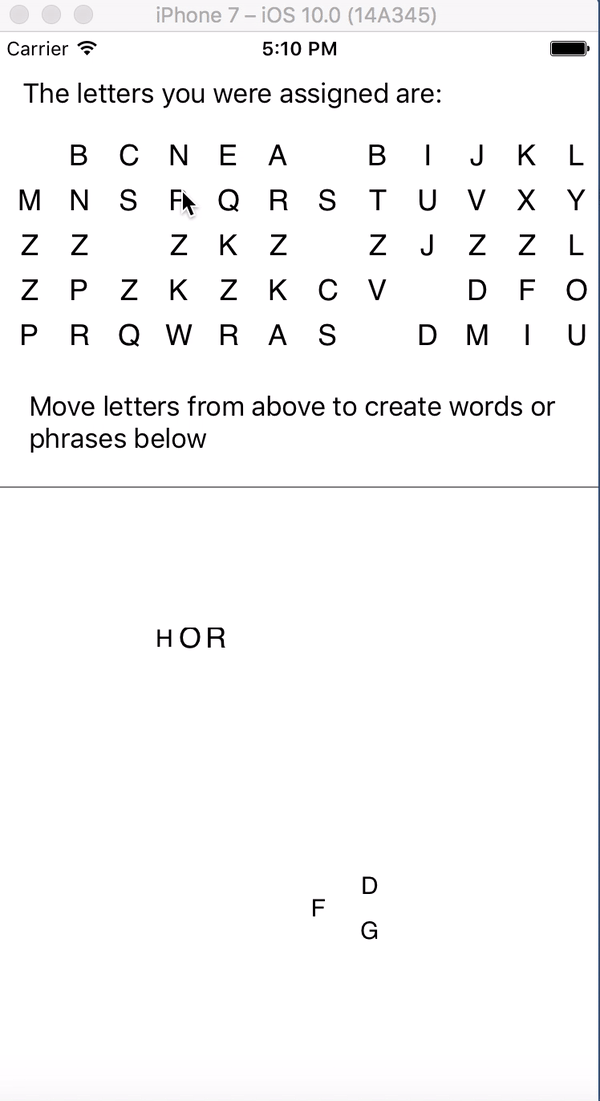 iPhone 7 – iOS 10.0 (14A345)
Carrier 5:10 PM
The letters you were assigned are:
B C N E A B I J K L
M N S Q R S T U V X Y
Z Z Z K Z Z J Z Z L
Z P Z K Z K C V D F O
P R Q W R A S D M I U
Move letters from above to create words or
phrases below
H O R
D
F
G